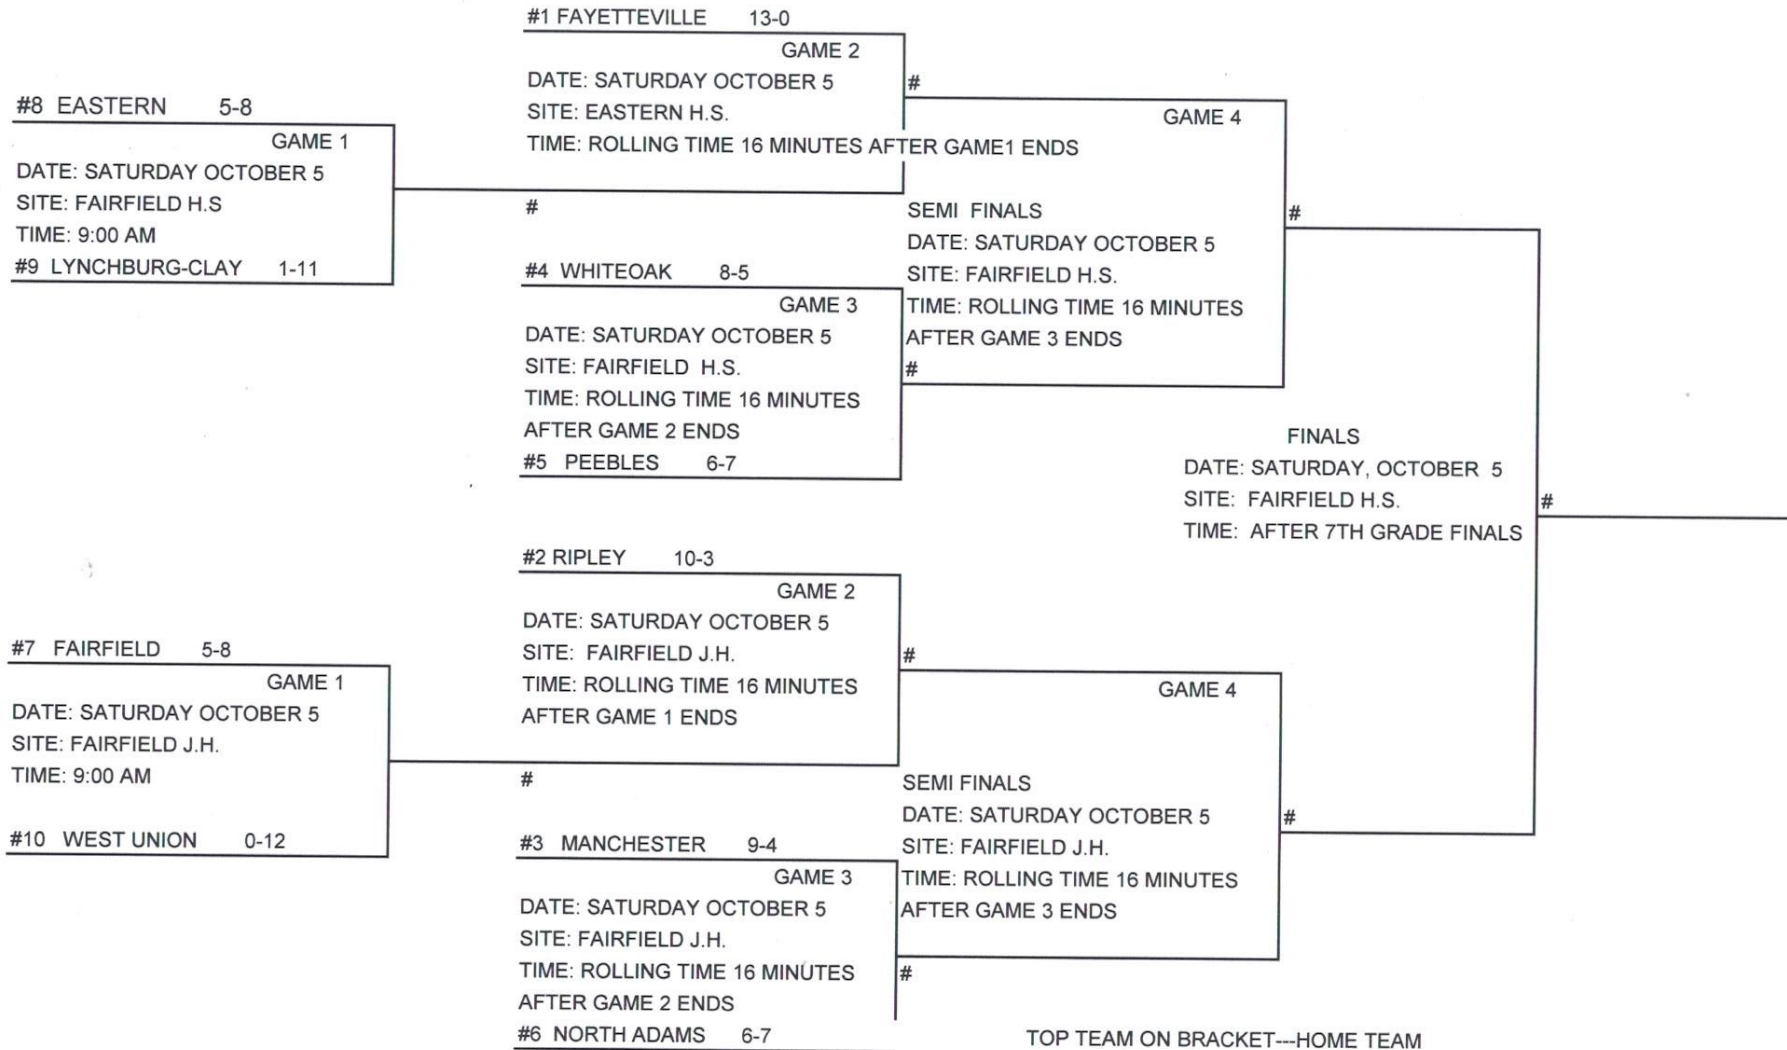 #1 FAYETTEVILLE 13-0
GAME 2
DATE: SATURDAY OCTOBER 5
SITE: EASTERN H.S.
TIME: ROLLING TIME 16 MINUTES AFTER GAME1 ENDS
#
#8 EASTERN 5-8
GAME 1
DATE: SATURDAY OCTOBER 5
SITE: FAIRFIELD H.S
TIME: 9:00 AM
#9 LYNCHBURG-CLAY 1-11
#
GAME 4
SEMI FINALS
DATE: SATURDAY OCTOBER 5
SITE: FAIRFIELD H.S.
TIME: ROLLING TIME 16 MINUTES
AFTER GAME 3 ENDS
#
#
#4 WHITEOAK 8-5
GAME 3
DATE: SATURDAY OCTOBER 5
SITE: FAIRFIELD H.S.
TIME: ROLLING TIME 16 MINUTES
AFTER GAME 2 ENDS
#5 PEEBLES 6-7
FINALS
DATE: SATURDAY, OCTOBER 5
SITE: FAIRFIELD H.S.
TIME: AFTER 7TH GRADE FINALS
#
#2 RIPLEY 10-3
GAME 2
DATE: SATURDAY OCTOBER 5
SITE: FAIRFIELD J.H.
TIME: ROLLING TIME 16 MINUTES
AFTER GAME 1 ENDS
#
#7 FAIRFIELD 5-8
GAME 1
DATE: SATURDAY OCTOBER 5
SITE: FAIRFIELD J.H.
TIME: 9:00 AM
#10 WEST UNION 0-12
#
GAME 4
SEMI FINALS
DATE: SATURDAY OCTOBER 5
SITE: FAIRFIELD J.H.
TIME: ROLLING TIME 16 MINUTES
AFTER GAME 3 ENDS
#
#
#3 MANCHESTER 9-4
GAME 3
DATE: SATURDAY OCTOBER 5
SITE: FAIRFIELD J.H.
TIME: ROLLING TIME 16 MINUTES
AFTER GAME 2 ENDS
#6 NORTH ADAMS 6-7
TOP TEAM ON BRACKET---HOME TEAM